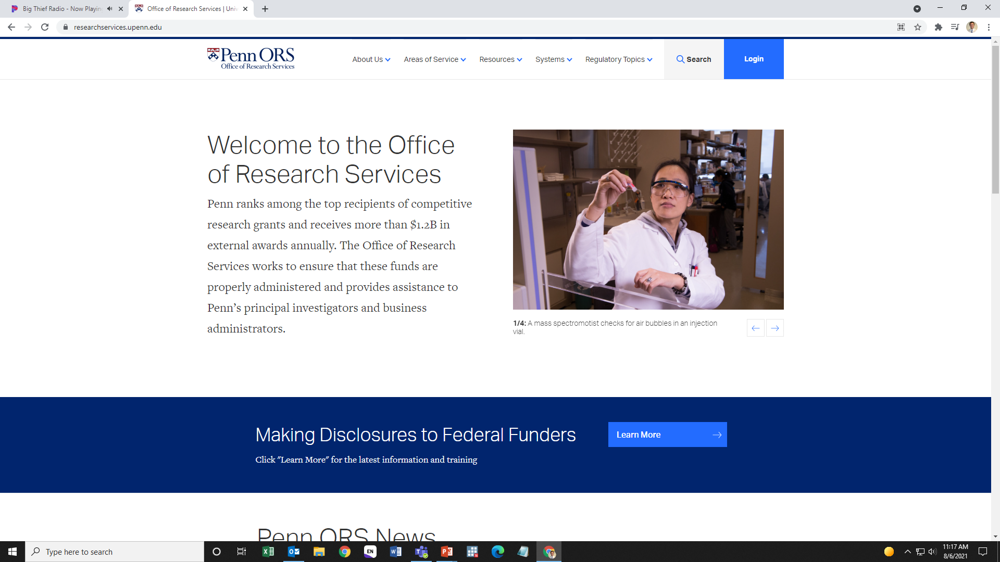 Big Thief Radio - Now Playin
Office of Research Services | Univ
researchservices.upenn.edu
Penn ORS
Office of Research Services
About Us
Areas of Service
Resources
Systems
Regulatory Topics
Search
Login
Welcome to the Office
of Research Services
Penn ranks among the top recipients of competitive
research grants and receives more than $1.2B in
external awards annually. The Office of Research
Services works to ensure that these funds are
properly administered and provides assistance to
Penn’s principal investigators and business
administrators.
1/4: A mass spectromotist checks for air bubbles in an injection
vial.
Making Disclosures to Federal Funders
Learn More
Click "Learn More" for the latest information and training
Penn ORS News
Type here to search
EN
11:17 AM
8/6/2021